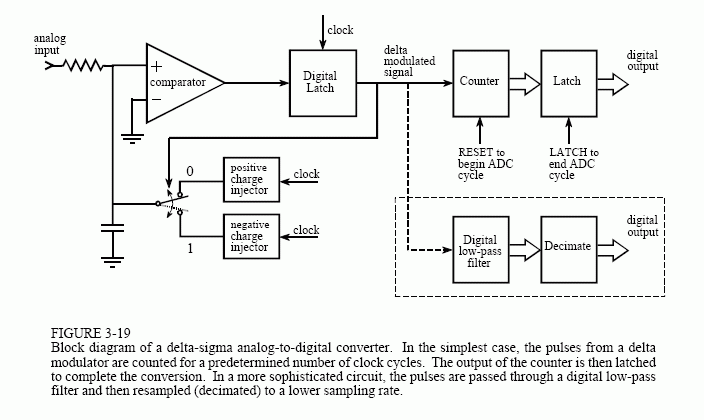 clock
analog
input
+
comparator
−
Digital
Latch
delta
modulated
signal
Counter
Latch
digital
output
RESET to
begin ADC
cycle
LATCH to
end ADC
cycle
0
positive
charge
injector
clock
negative
charge
injector
clock
1
Digital
low-pass
filter
Decimate
digital
output
FIGURE 3-19
Block diagram of a delta-sigma analog-to-digital converter. In the simplest case, the pulses from a delta
modulator are counted for a predetermined number of clock cycles. The output of the counter is then latched
to complete the conversion. In a more sophisticated circuit, the pulses are passed through a digital low-pass
filter and then resampled (decimated) to a lower sampling rate.